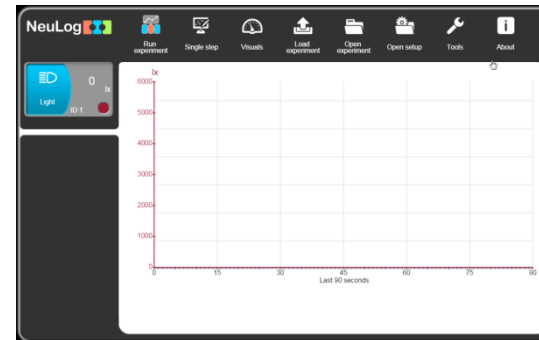 NeuLog
Run experiment
Single step
Visuals
Load experiment
Open experiment
Open setup
Tools
About
Light
0
lx
ID 1
lx
6000
5000
4000
3000
2000
1000
0
0 15 30 45 60 75 90
Last 90 seconds